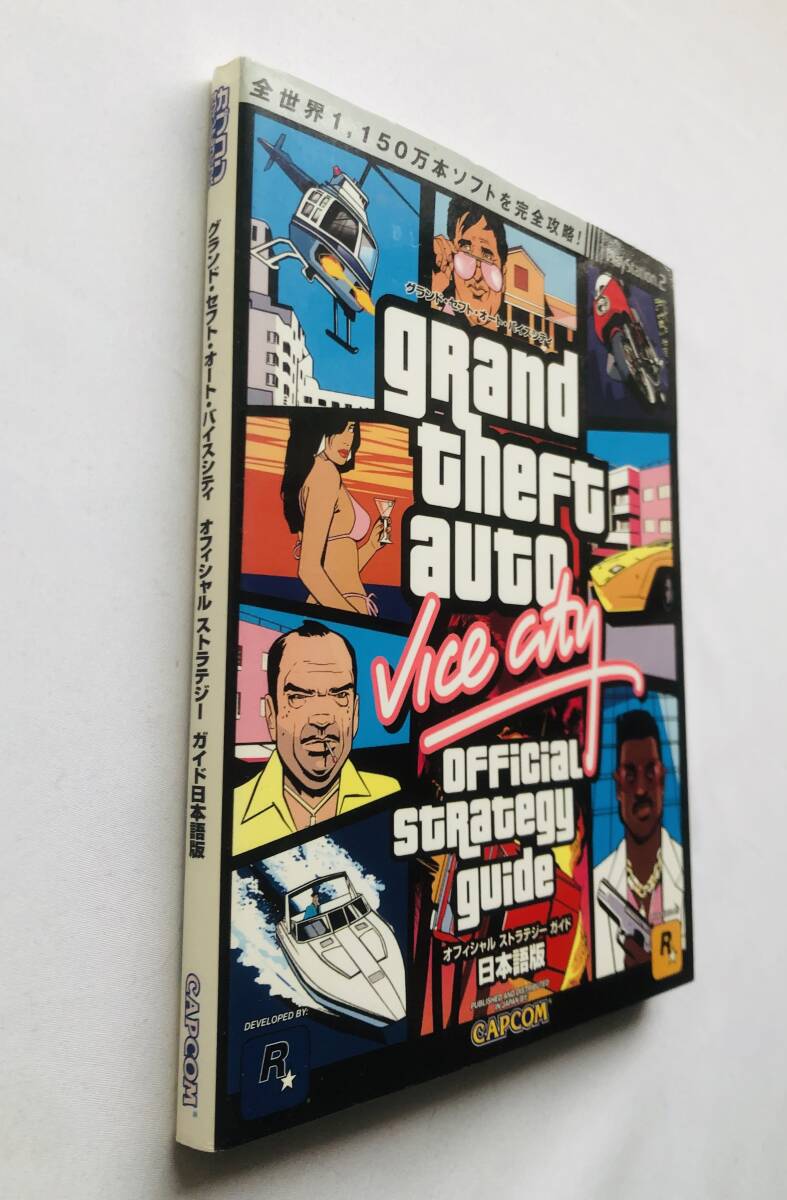 カプコン
グランド・セフト・オート・バイスシティ オフィシャル ストラテジー ガイド日本語版
CAPCOM
全世界1,150万本ソフトを完全攻略!
PlayStation 2
グランド・セフト・オート・バイスシティ
grand
theft
auto
Vice City
OFFICIAL
strategy
guide
オフィシャル ストラテジー ガイド
日本語版
PUBLISHED AND DISTRIBUTED
IN JAPAN BY
CAPCOM
DEVELOPED BY:
R
R